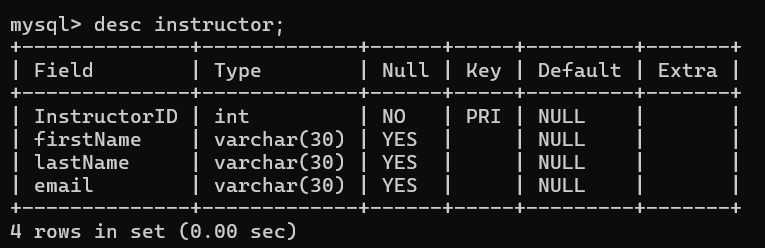 mysql> desc instructor;
+--------------+-------------+------+-----+---------+-------+
| Field        | Type        | Null | Key | Default | Extra |
+--------------+-------------+------+-----+---------+-------+
| InstructorID | int         | NO   | PRI | NULL    |       |
| firstName    | varchar(30) | YES  |     | NULL    |       |
| lastName     | varchar(30) | YES  |     | NULL    |       |
| email        | varchar(30) | YES  |     | NULL    |       |
+--------------+-------------+------+-----+---------+-------+
4 rows in set (0.00 sec)